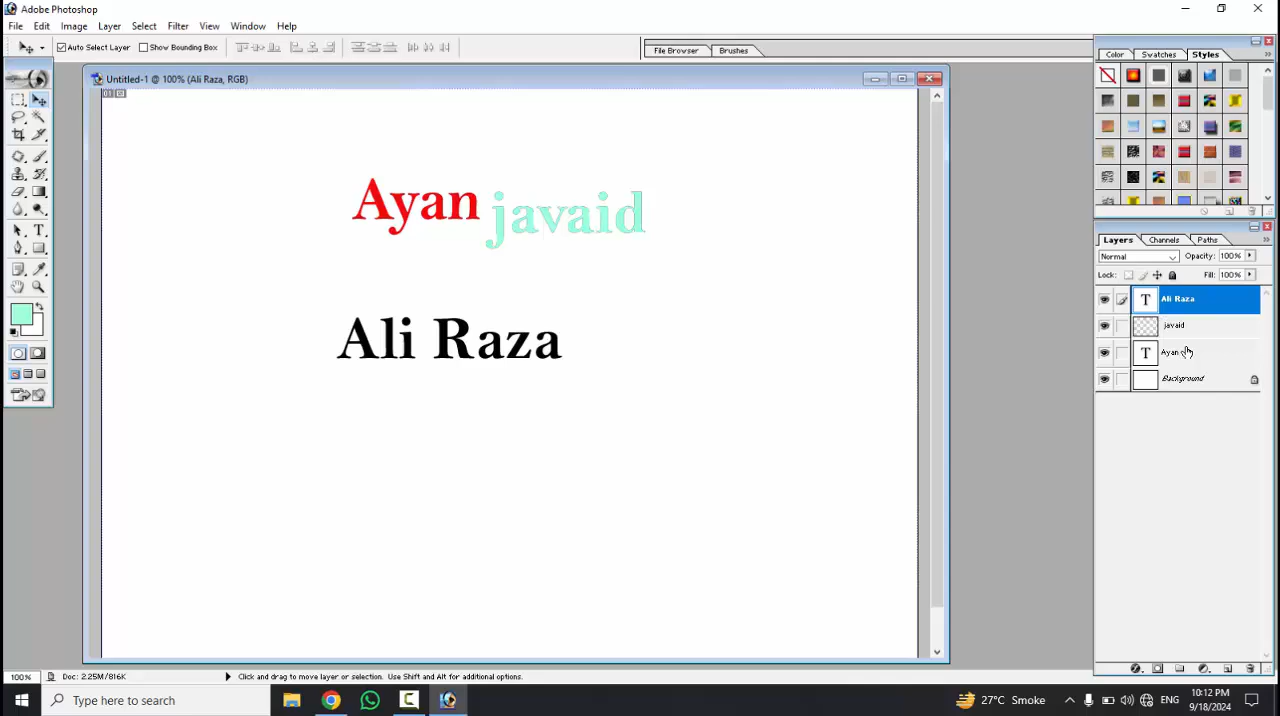 Adobe Photoshop
File Edit Image Layer Select Filter View Window Help
Auto Select Layer Show Bounding Box
File Browser Brushes
Color Swatches Styles
Untitled-1 @ 100% (Ali Raza, RGB)
Ayan javaid
Ali Raza
Layers Channels Paths
Normal Opacity: 100%
Lock: Fill: 100%
T Ali Raza
javaid
T Ayan
Background
100% Doc: 2.25M/816K Click and drag to move layer or selection. Use Shift and Alt for additional options.
Type here to search
27°C Smoke
ENG
10:12 PM
9/18/2024